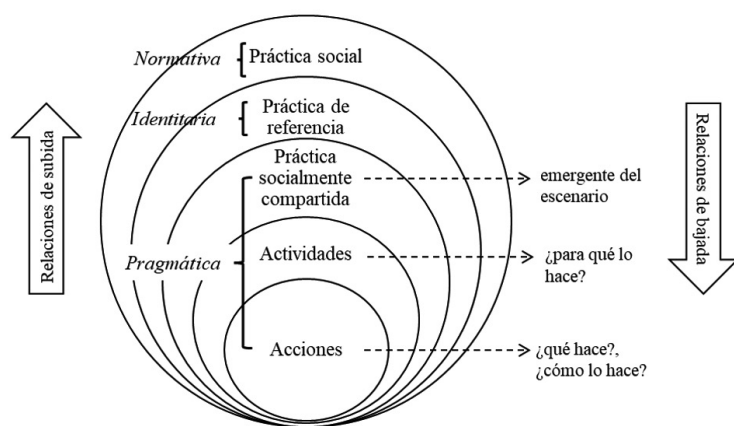 Normativa
Práctica social
Identitaria
Práctica de
referencia
Práctica
socialmente
compartida
emergente del
escenario
Pragmática
Actividades
¿para qué lo
hace?
Acciones
¿qué hace?,
¿cómo lo hace?
Relaciones de subida
Relaciones de bajada